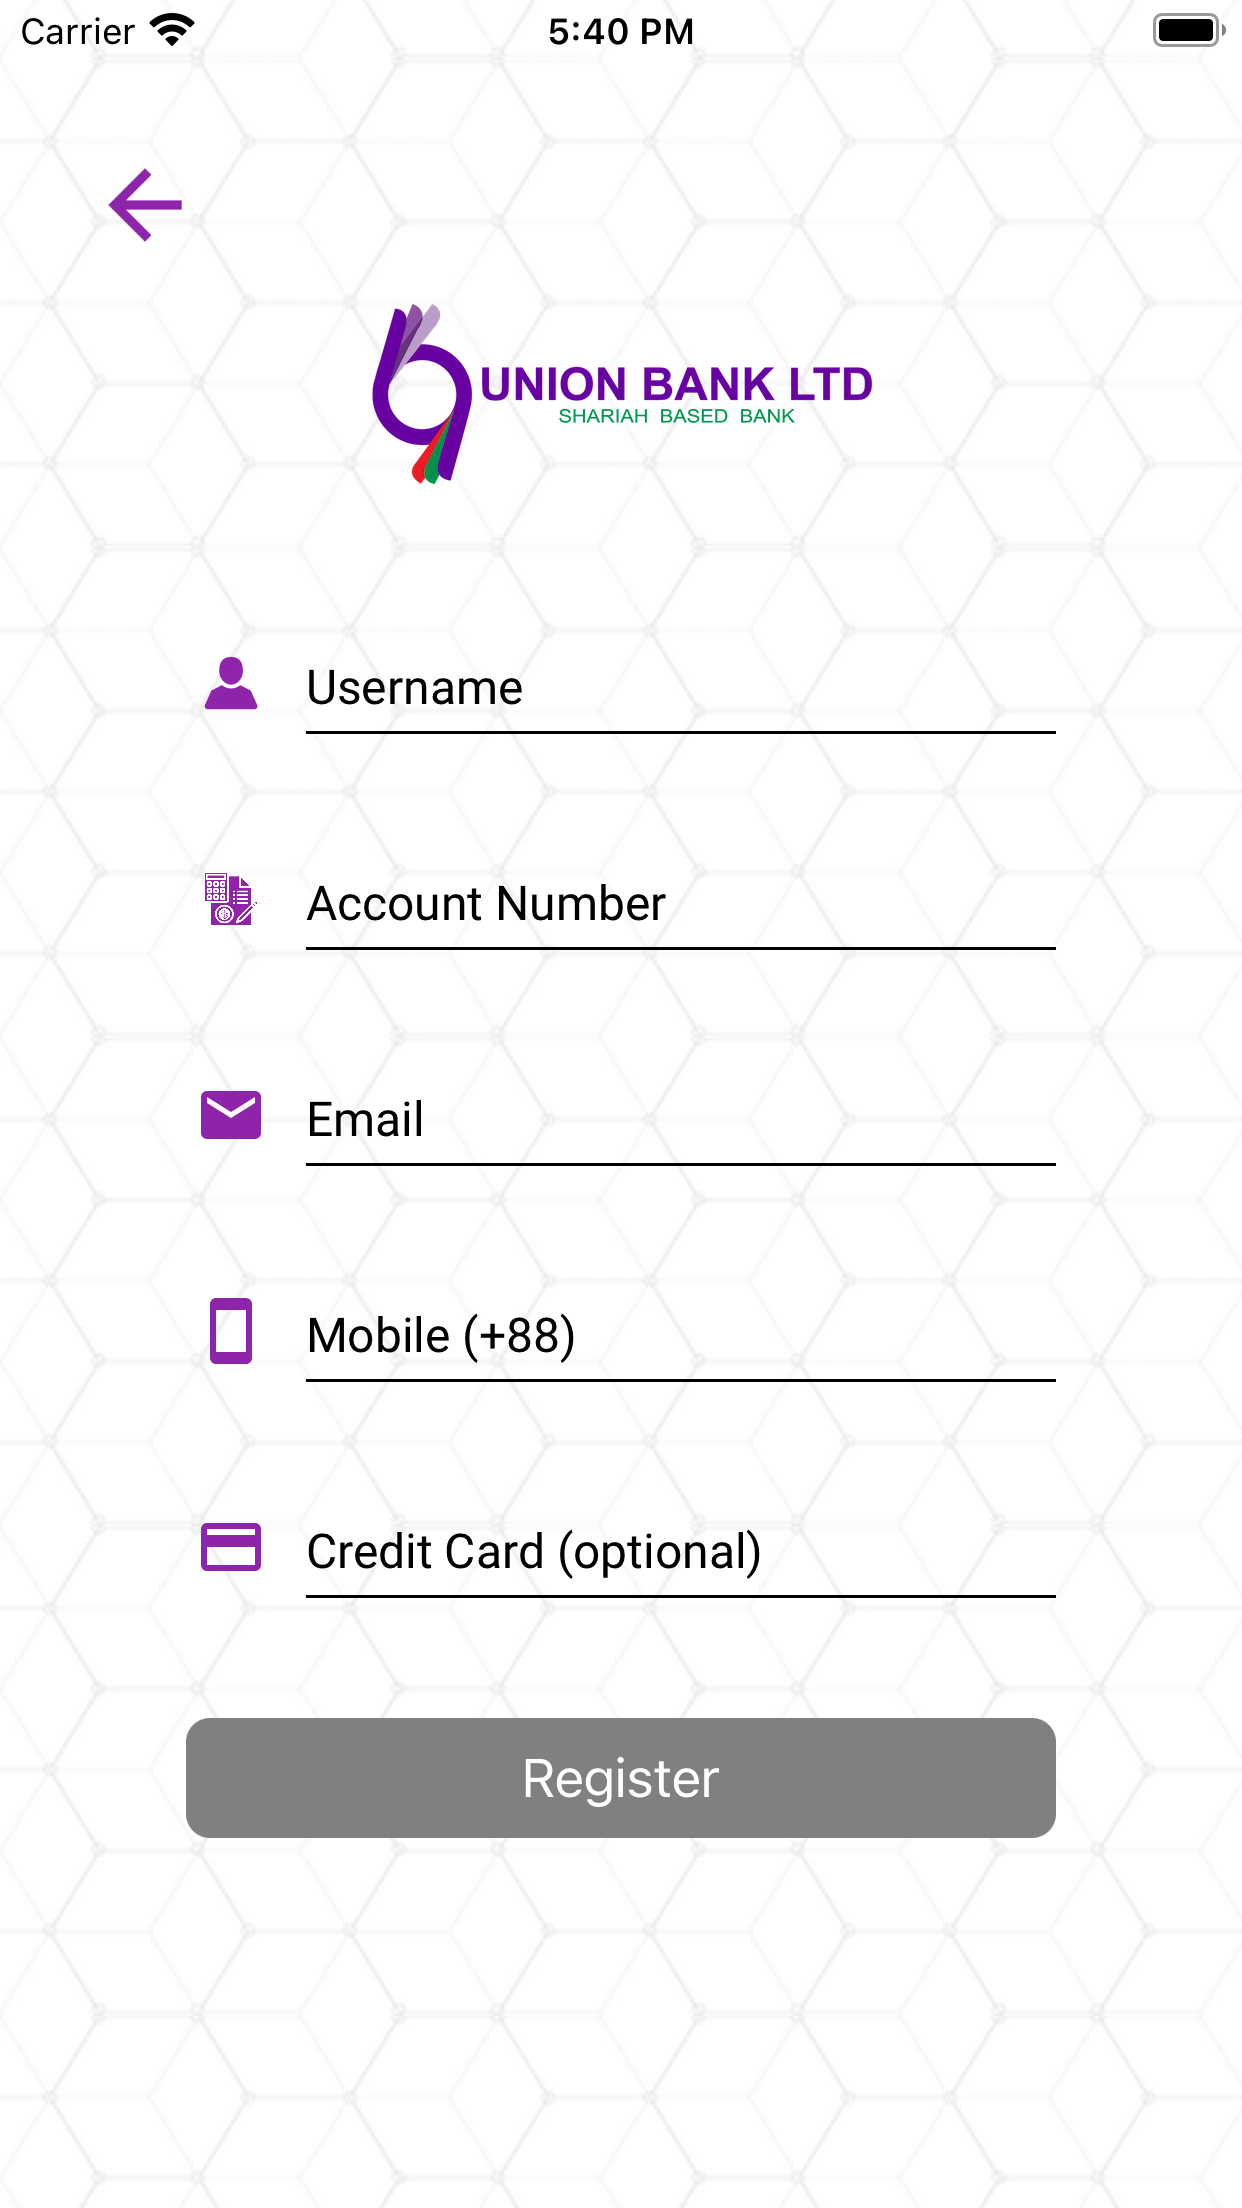 Carrier
5:40 PM
UNION BANK LTD
SHARIAH BASED BANK
Username
Account Number
Email
Mobile (+88)
Credit Card (optional)
Register